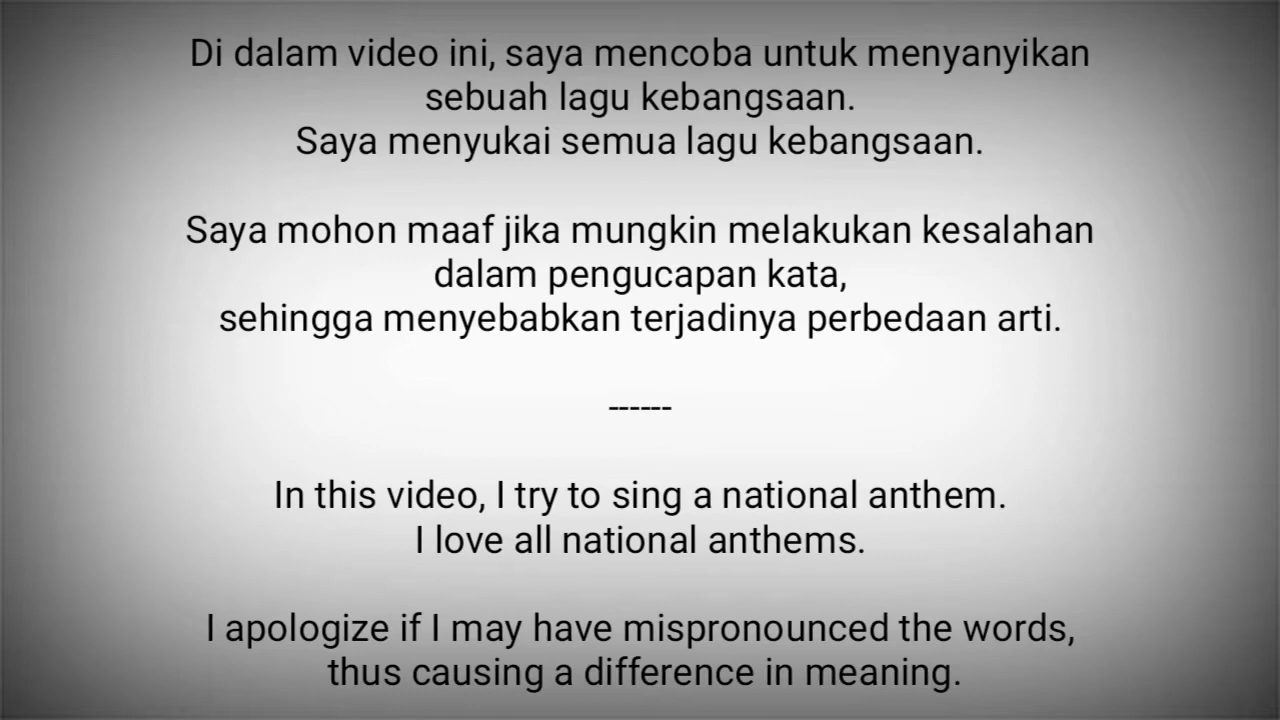 Di dalam video ini, saya mencoba untuk menyanyikan
sebuah lagu kebangsaan.
Saya menyukai semua lagu kebangsaan.
Saya mohon maaf jika mungkin melakukan kesalahan
dalam pengucapan kata,
sehingga menyebabkan terjadinya perbedaan arti.
------
In this video, I try to sing a national anthem.
I love all national anthems.
I apologize if I may have mispronounced the words,
thus causing a difference in meaning.